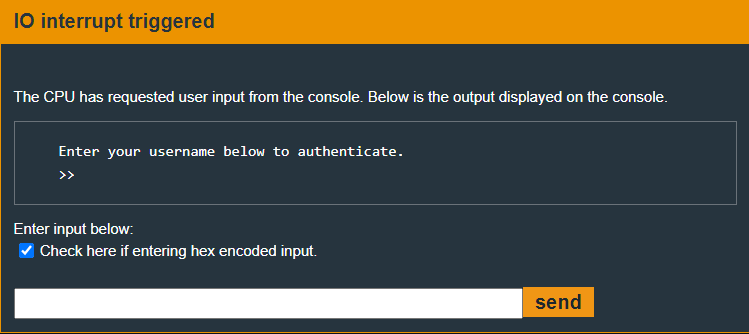 IO interrupt triggered
The CPU has requested user input from the console. Below is the output displayed on the console.
Enter your username below to authenticate.
>>
Enter input below:
Check here if entering hex encoded input.
send